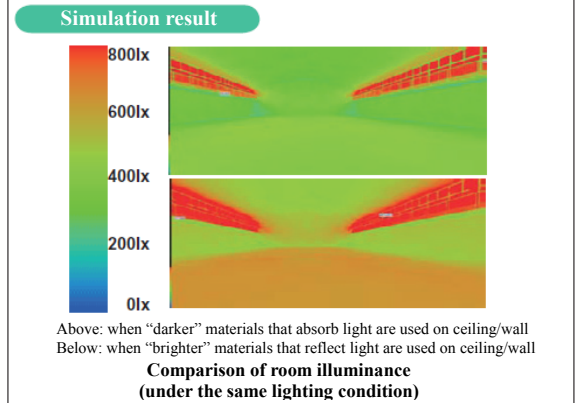 Simulation result
800lx
600lx
400lx
200lx
0lx
Above: when “darker” materials that absorb light are used on ceiling/wall
Below: when “brighter” materials that reflect light are used on ceiling/wall
Comparison of room illuminance
(under the same lighting condition)